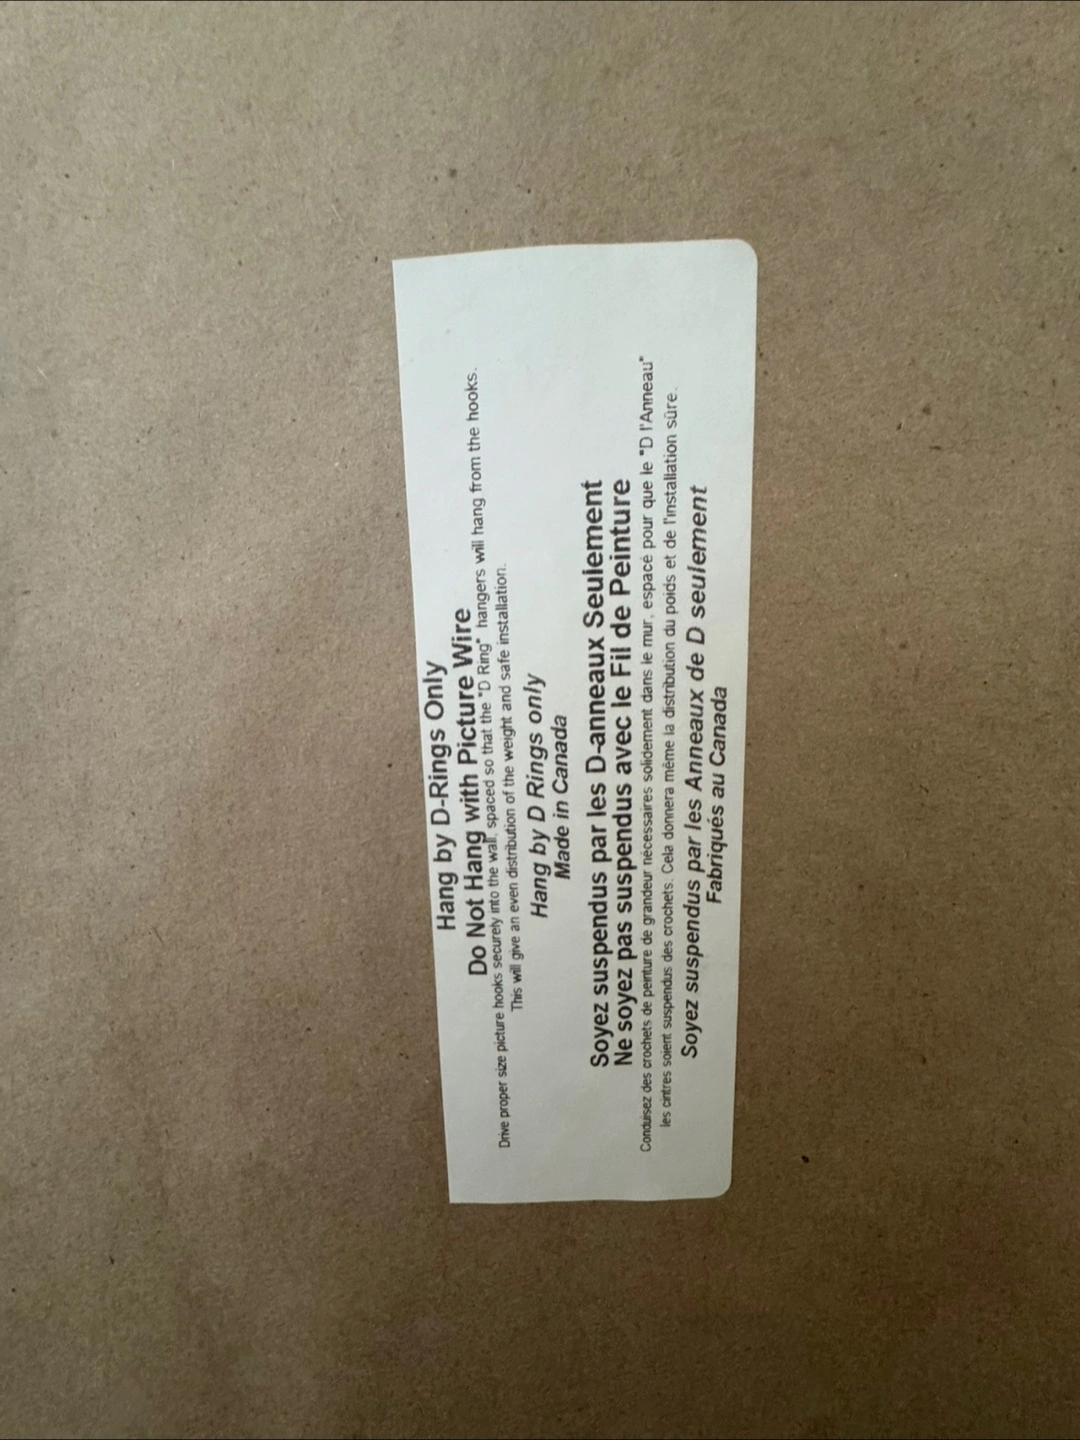 Hang by D-Rings Only
Do Not Hang with Picture Wire
Drive proper size picture hooks securely into the wall, spaced so that the "D Ring" hangers will hang from the hooks.
This will give an even distribution of the weight and safe installation.
Hang by D Rings only
Made in Canada
Soyez suspendus par les D-anneaux Seulement
Ne soyez pas suspendus avec le Fil de Peinture
Conduisez des crochets de peinture de grandeur nécessaires solidement dans le mur, espacé pour que le "D l'Anneau"
les cintres soient suspendus des crochets. Cela donnera même la distribution du poids et de l'installation sûre.
Soyez suspendus par les Anneaux de D seulement
Fabriqués au Canada